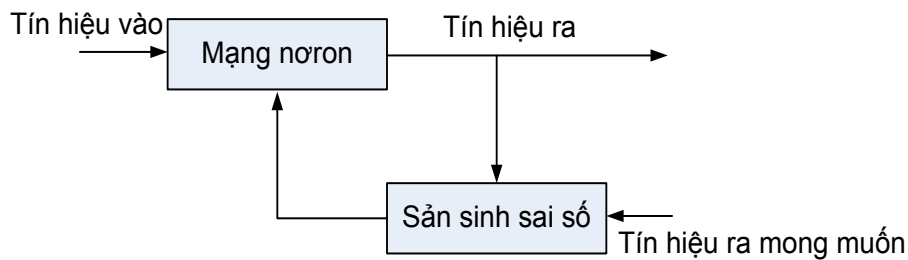 Tín hiệu vào
Mạng nơron
Tín hiệu ra
Sản sinh sai số
Tín hiệu ra mong muốn